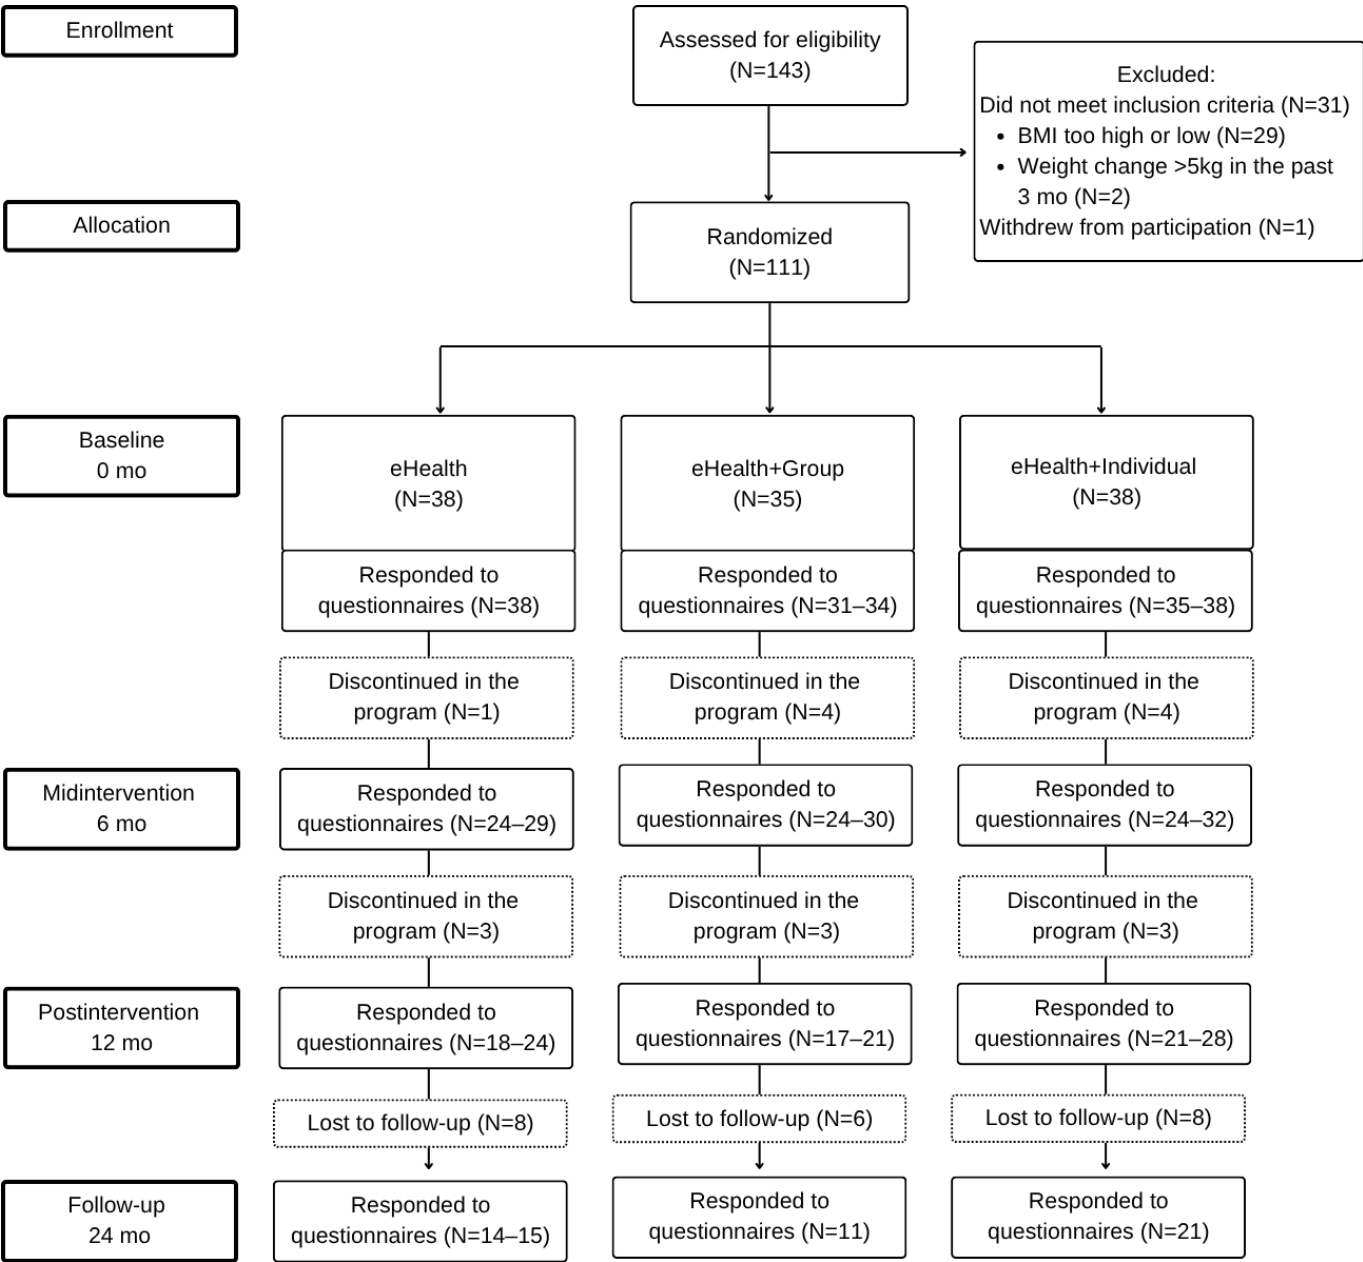 Enrollment
Assessed for eligibility
(N=143)
Excluded:
Did not meet inclusion criteria (N=31)
• BMI too high or low (N=29)
• Weight change >5kg in the past
3 mo (N=2)
Withdrew from participation (N=1)
Allocation
Randomized
(N=111)
Baseline
0 mo
eHealth
(N=38)
eHealth+Group
(N=35)
eHealth+Individual
(N=38)
Responded to
questionnaires (N=38)
Responded to
questionnaires (N=31–34)
Responded to
questionnaires (N=35–38)
Discontinued in the
program (N=1)
Discontinued in the
program (N=4)
Discontinued in the
program (N=4)
Midintervention
6 mo
Responded to
questionnaires (N=24–29)
Responded to
questionnaires (N=24–30)
Responded to
questionnaires (N=24–32)
Discontinued in the
program (N=3)
Discontinued in the
program (N=3)
Discontinued in the
program (N=3)
Postintervention
12 mo
Responded to
questionnaires (N=18–24)
Responded to
questionnaires (N=17–21)
Responded to
questionnaires (N=21–28)
Lost to follow-up (N=8)
Lost to follow-up (N=6)
Lost to follow-up (N=8)
Follow-up
24 mo
Responded to
questionnaires (N=14–15)
Responded to
questionnaires (N=11)
Responded to
questionnaires (N=21)